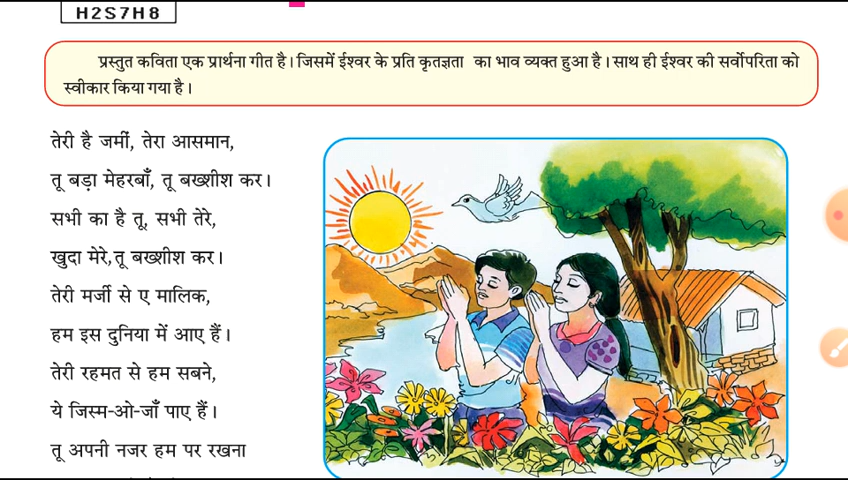 H2S7H8
प्रस्तुत कविता एक प्रार्थना गीत है। जिसमें ईश्वर के प्रति कृतज्ञता का भाव व्यक्त हुआ है। साथ ही ईश्वर की सर्वोपरिता को
स्वीकार किया गया है।
तेरी है जमीं, तेरा आसमान,
तू बड़ा मेहरबाँ, तू बख्शीश कर।
सभी का है तू, सभी तेरे,
खुदा मेरे,तू बख्शीश कर।
तेरी मर्जी से ए मालिक,
हम इस दुनिया में आए हैं।
तेरी रहमत से हम सबने,
ये जिस्म-ओ-जाँ पाए हैं।
तू अपनी नजर हम पर रखना